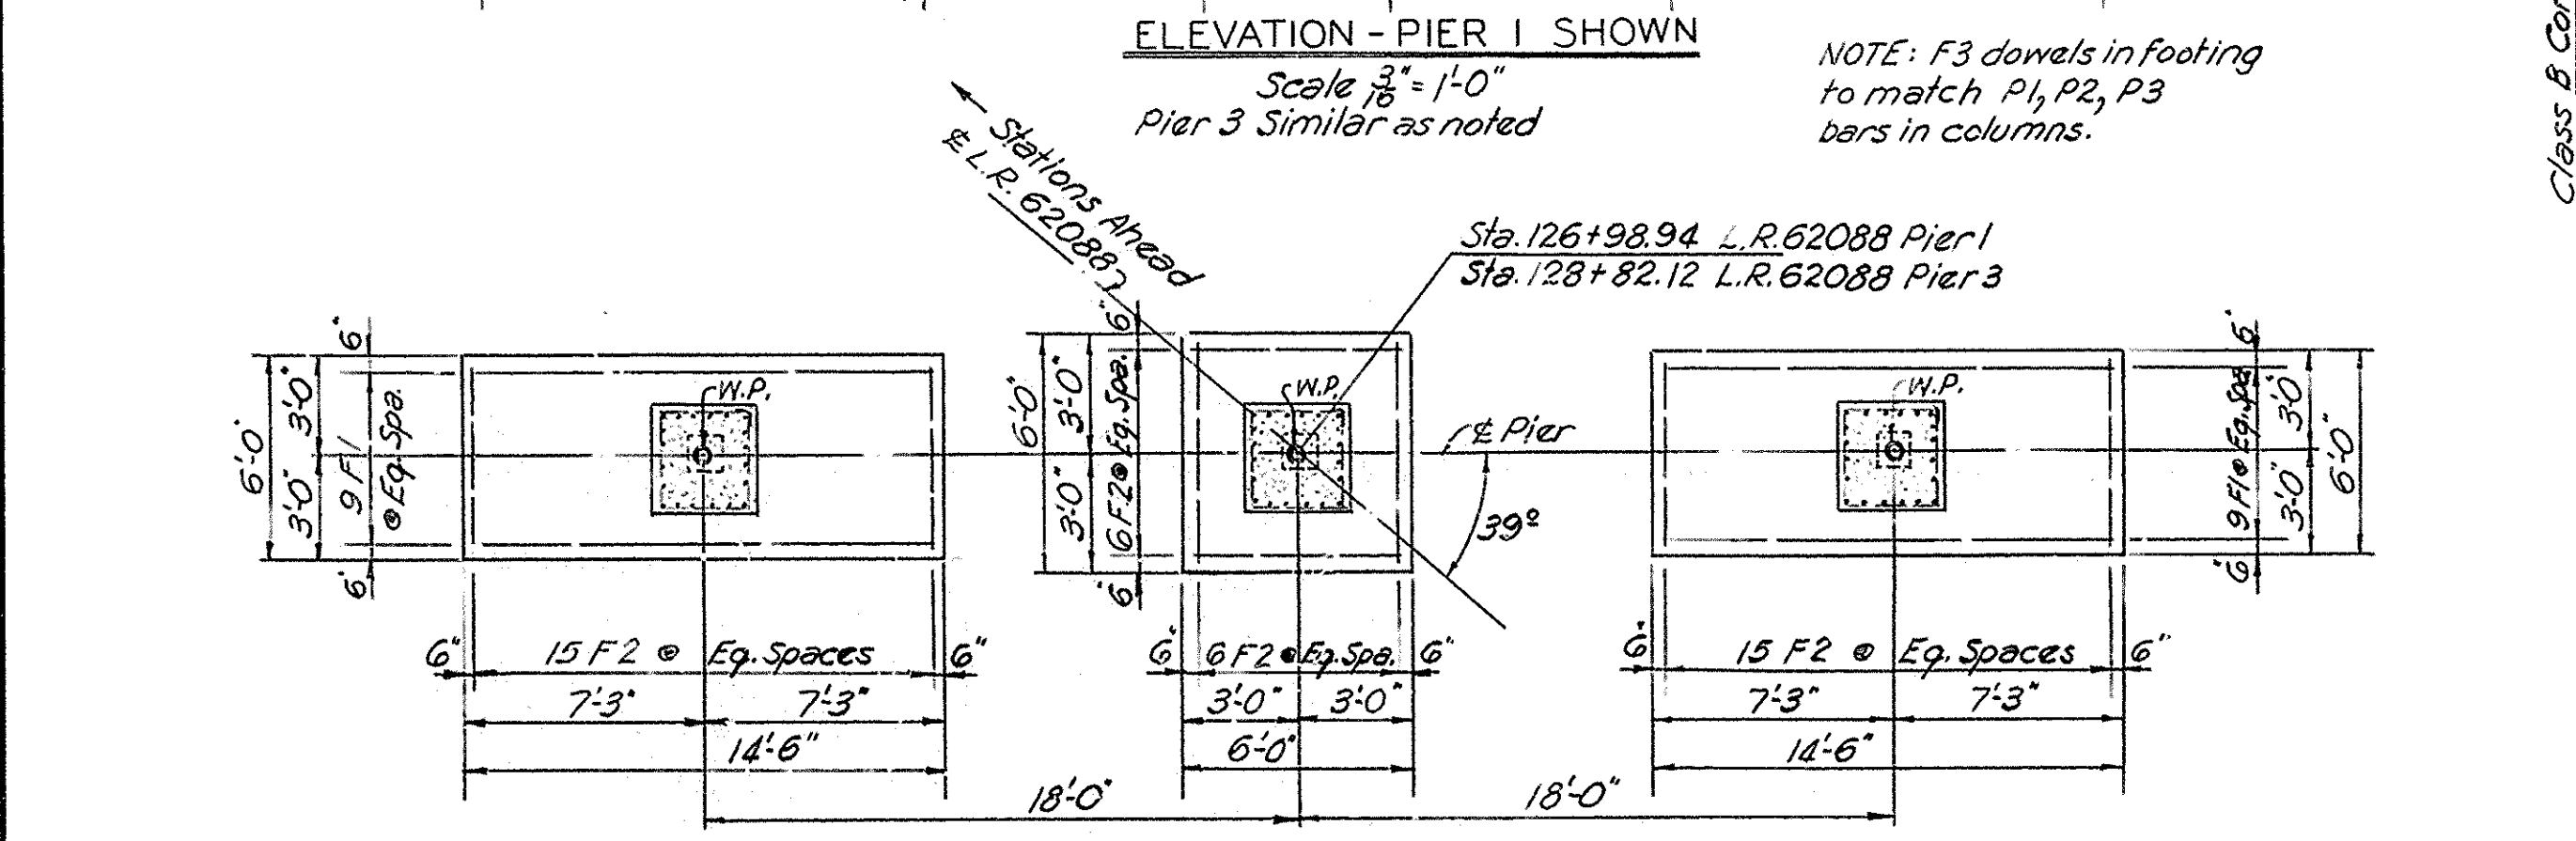 ELEVATION - PIER 1 SHOWN
Scale 3/16" = 1'-0"
Pier 3 Similar as noted
NOTE: F3 dowels in footing
to match P1, P2, P3
bars in columns.
Class B
Stations Ahead
℄ L.R. 62088
Sta. 126+98.94 L.R. 62088 Pier 1
Sta. 128+82.12 L.R. 62088 Pier 3
6"
6'-0"
3'-0"
3'-0"
9 F1
@ Eq. Spa.
6"
W.P.
6"
15 F2 @ Eq. Spaces
6"
7'-3"
7'-3"
14'-6"
6"
6'-0"
3'-0"
3'-0"
6 F2 @ Eq. Spa.
6"
W.P.
℄ Pier
39°
6"
6 F2 @ Eq. Spa.
6"
3'-0"
3'-0"
6'-0"
W.P.
6"
9 F1 @ Eq. Spa
3'-0"
3'-0"
6'-0"
6"
6"
15 F2 @ Eq. Spaces
6"
7'-3"
7'-3"
14'-6"
18'-0"
18'-0"